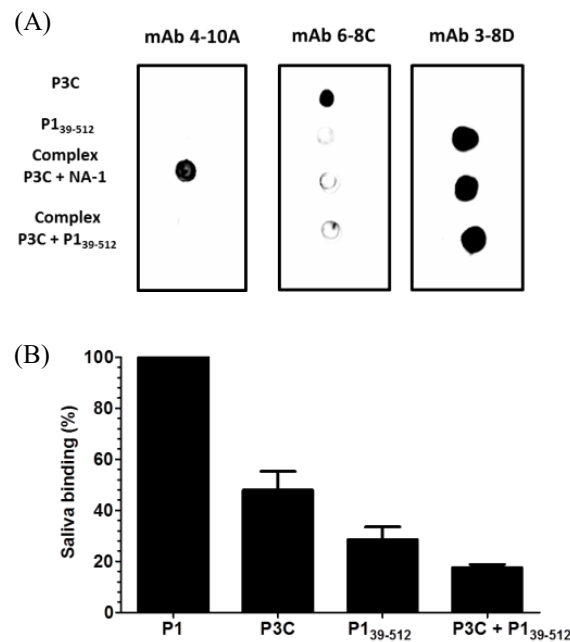 (A)
mAb 4-10A mAb 6-8C mAb 3-8D
P3C
P1₃₉₋₅₁₂
Complex
P3C + NA-1
Complex
P3C + P1₃₉₋₅₁₂
(B)
Saliva binding (%)
100
80
60
40
20
0
P1 P3C P1₃₉₋₅₁₂ P3C + P1₃₉₋₅₁₂